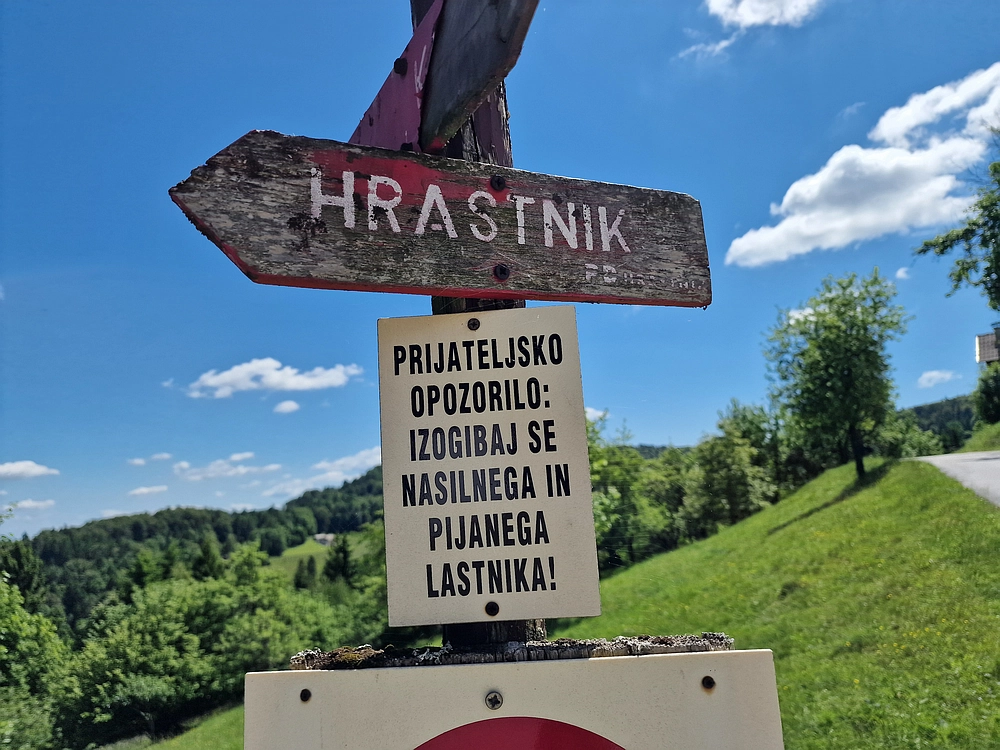 HRASTNIK
PRIJATELJSKO
OPOZORILO:
IZOGIBAJ SE
NASILNEGA IN
PIJANEGA
LASTNIKA!